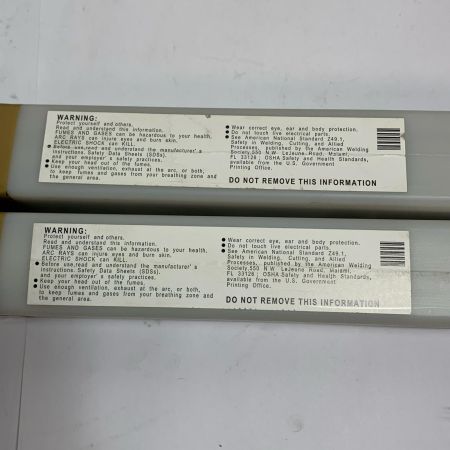 WARNING:
Protect yourself and others.
Read and understand this information.
FUMES AND GASES can be hazardous to your health,
ARC RAYS can injure eyes and burn skin,
ELECTRIC SHOCK can KILL.
● Before use,read and understand the manufacturer's
instructions, Safety Data Sheets (SDSs),
and your employer's safety practices.
● Keep your head out of the fumes.
● Use enough ventilation, exhaust at the arc, or both,
to keep fumes and gases from your breathing zone and
the general area.
● Wear correct eye, ear and body protection.
● Do not touch live electrical parts.
● See American National Standard Z49.1,
Safety in Welding, Cutting, and Allied
Processes, published by the American Welding
Society,550 N.W. LeJeune Road, Maiami
FL 33126 ; OSHA Safety and Health Standards,
available from the U.S. Government
Printing Office.
DO NOT REMOVE THIS INFORMATION
WARNING:
Protect yourself and others.
Read and understand this information.
FUMES AND GASES can be hazardous to your health,
ARC RAYS can injure eyes and burn skin,
ELECTRIC SHOCK can KILL.
● Before use,read and understand the manufacturer's
instructions, Safety Data Sheets (SDSs),
and your employer's safety practices.
● Keep your head out of the fumes.
● Use enough ventilation, exhaust at the arc, or both,
to keep fumes and gases from your breathing zone and
the general area.
● Wear correct eye, ear and body protection.
● Do not touch live electrical parts.
● See American National Standard Z49.1,
Safety in Welding, Cutting, and Allied
Processes, published by the American Welding
Society,550 N.W. LeJeune Road, Maiami
FL 33126 ; OSHA Safety and Health Standards,
available from the U.S. Government
Printing Office.
DO NOT REMOVE THIS INFORMATION